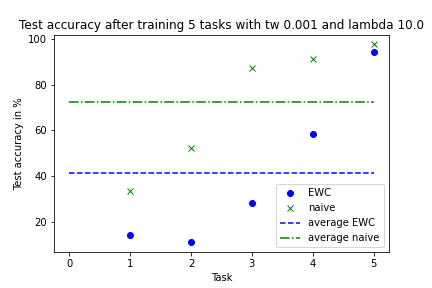 Test accuracy after training 5 tasks with tw 0.001 and lambda 10.0
100
80
60
40
20
Test accuracy in %
EWC
naive
average EWC
average naive
0 1 2 3 4 5
Task